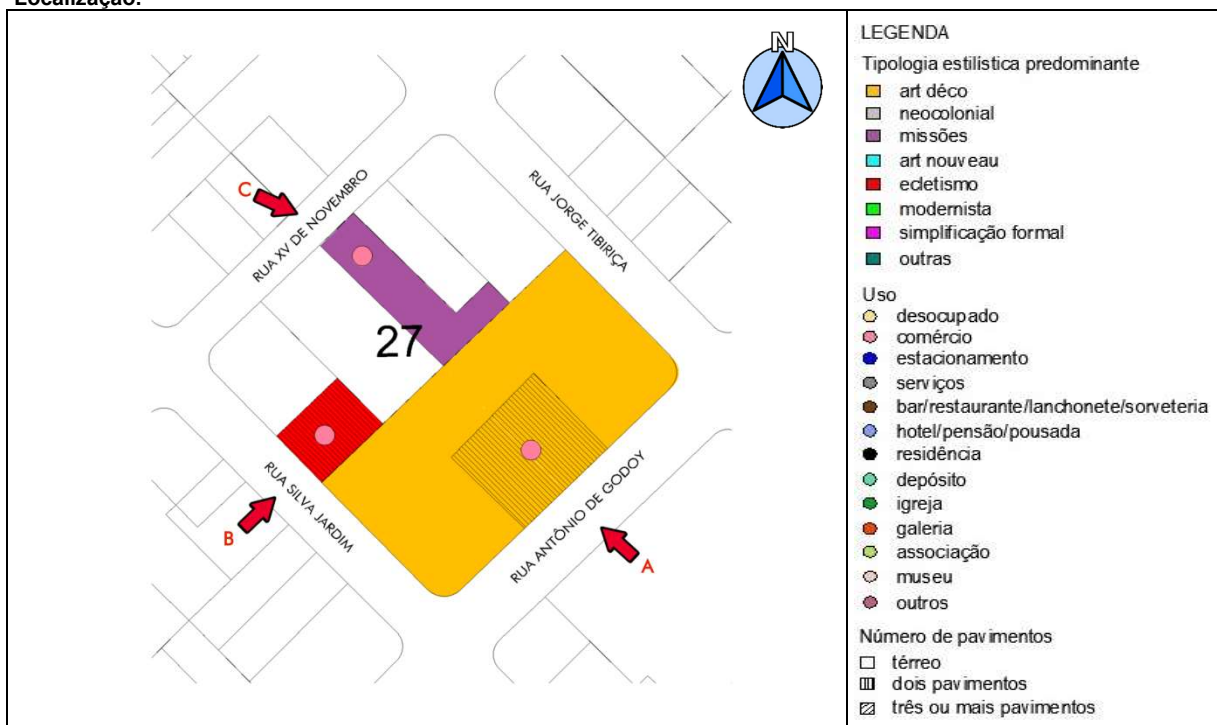 Localização:
N
C
RUA XV DE NOVEMBRO
RUA JORGE TIBIRIÇA
27
RUA SILVA JARDIM
B
RUA ANTÔNIO DE GODOY
A
LEGENDA
Tipologia estilística predominante
art déco
neocolonial
missões
art nouveau
ecletismo
modernista
simplificação formal
outras
Uso
desocupado
comércio
estacionamento
serviços
bar/restaurante/lanchonete/sorveteria
hotel/pensão/pousada
residência
depósito
igreja
galeria
associação
museu
outros
Número de pavimentos
térreo
dois pavimentos
três ou mais pavimentos